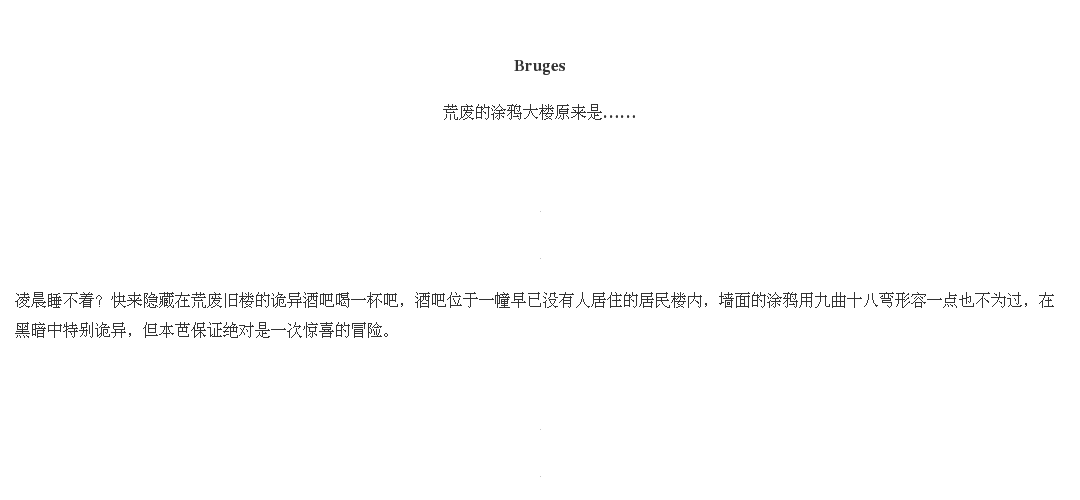 Bruges
荒废的涂鸦大楼原来是……
凌晨睡不着？快来隐藏在荒废旧楼的诡异酒吧喝一杯吧，酒吧位于一幢早已没有人居住的居民楼内，墙面的涂鸦用九曲十八弯形容一点也不为过，在
黑暗中特别诡异，但本芭保证绝对是一次惊喜的冒险。